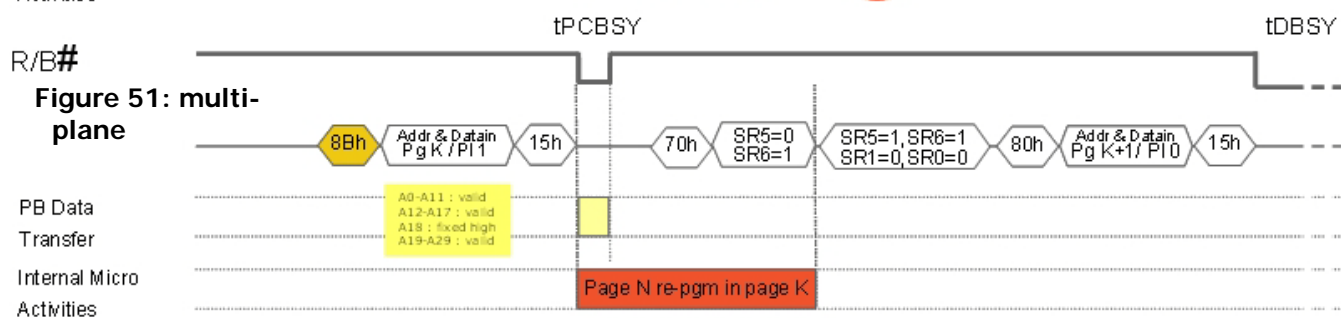 tPCBSY
tDBSY
R/B#
Figure 51: multi-
plane
8Bh
Addr & Datain
Pg K / Pl 1
15h
70h
SR5=0
SR6=1
SR5=1, SR6=1
SR1=0, SR0=0
80h
Addr & Datain
Pg K+1/ Pl 0
15h
A0-A11 : valid
A12-A17 : valid
A18 : fixed high
A19-A29 : valid
PB Data
Transfer
Internal Micro
Activities
Page N re-pgm in page K